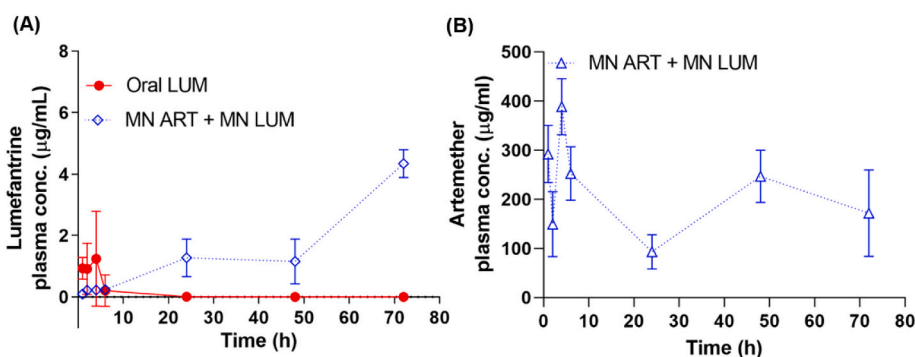 (A)
Lumefantrine
plasma conc. (µg/mL)
8
6
4
2
0
Oral LUM
MN ART + MN LUM
10 20 30 40 50 60 70 80
Time (h)
(B)
Artemether
plasma conc. (µg/ml)
500
400
300
200
100
0
MN ART + MN LUM
0 10 20 30 40 50 60 70 80
Time (h)